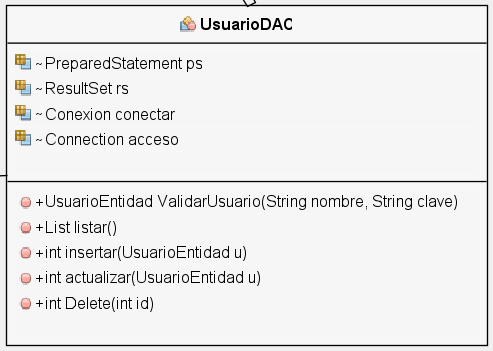 UsuarioDAO
~PreparedStatement ps
~ResultSet rs
~Conexion conectar
~Connection acceso
+UsuarioEntidad ValidarUsuario(String nombre, String clave)
+List listar()
+int insertar(UsuarioEntidad u)
+int actualizar(UsuarioEntidad u)
+int Delete(int id)